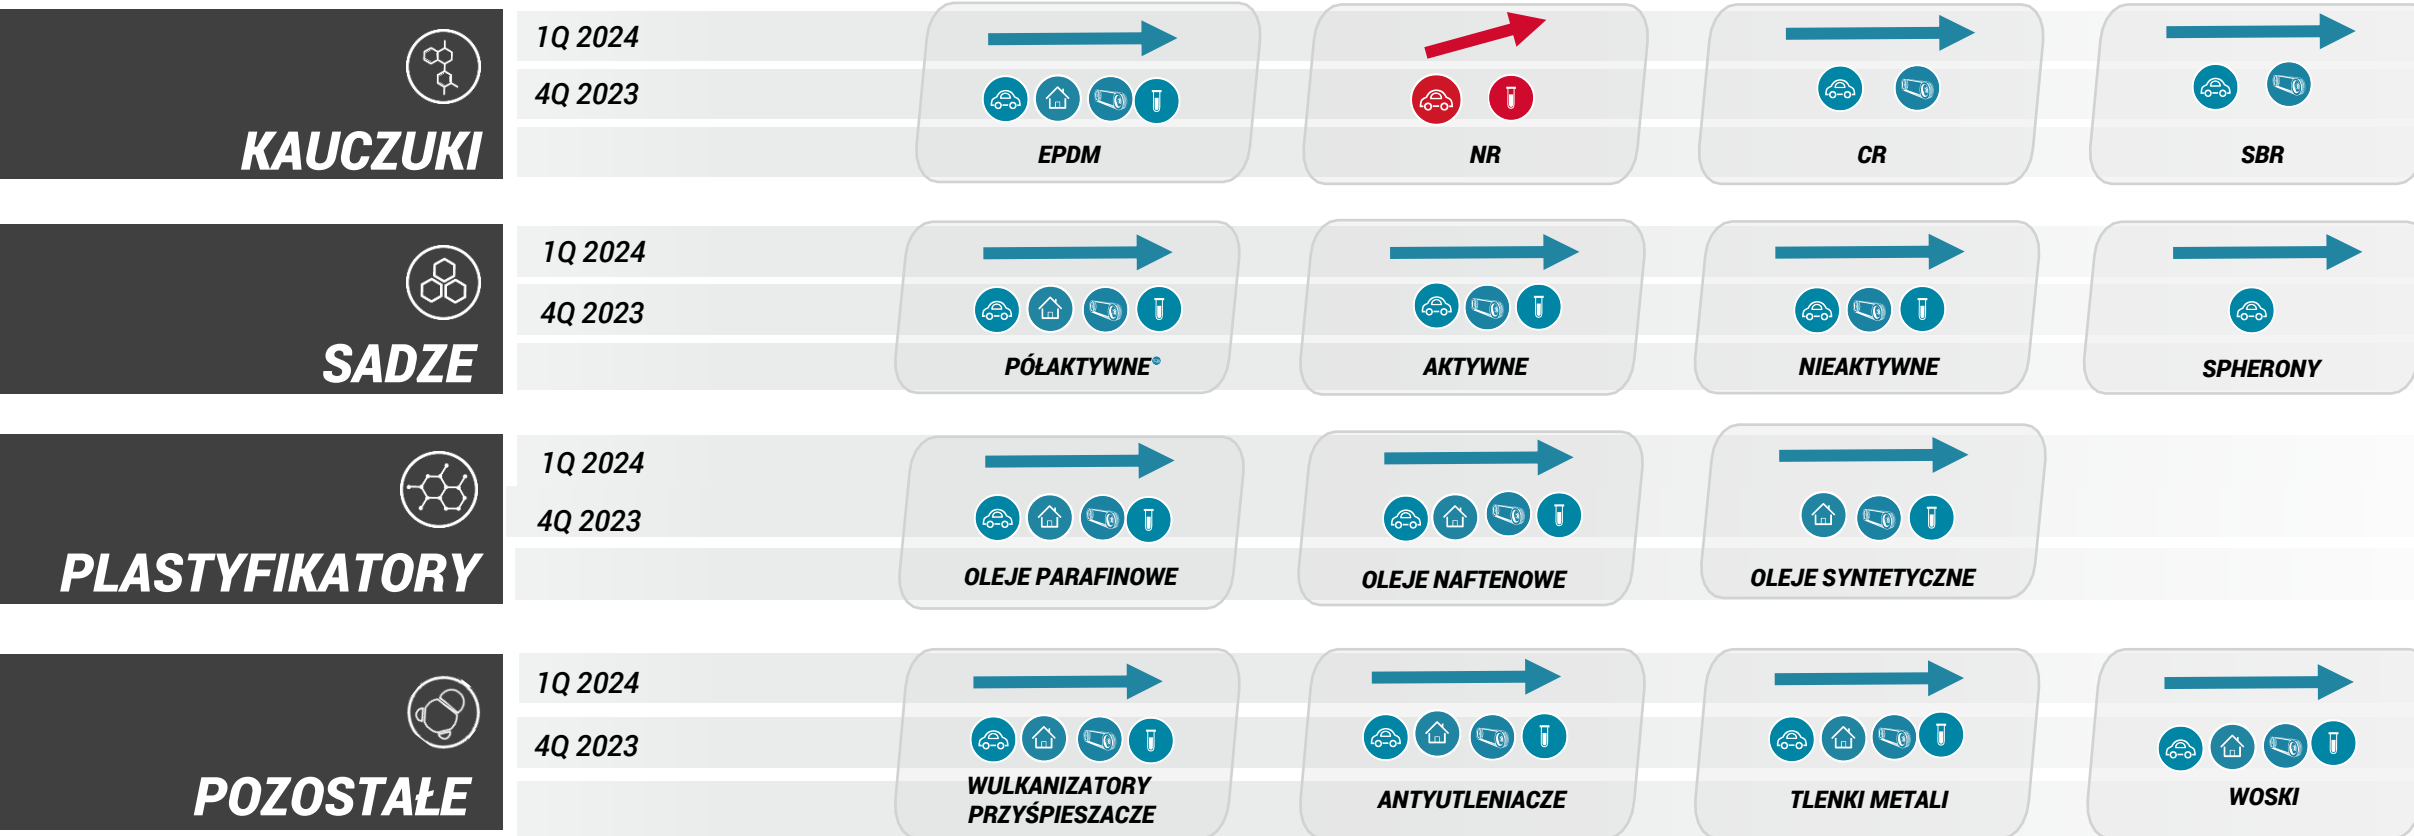 KAUCZUKI
1Q 2024
4Q 2023
EPDM
NR
CR
SBR
SADZE
1Q 2024
4Q 2023
PÓŁAKTYWNE
AKTYWNE
NIEAKTYWNE
SPHERONY
PLASTYFIKATORY
1Q 2024
4Q 2023
OLEJE PARAFINOWE
OLEJE NAFTENOWE
OLEJE SYNTETYCZNE
POZOSTAŁE
1Q 2024
4Q 2023
WULKANIZATORY
PRZYŚPIESZACZE
ANTYUTLENIACZE
TLENKI METALI
WOSKI